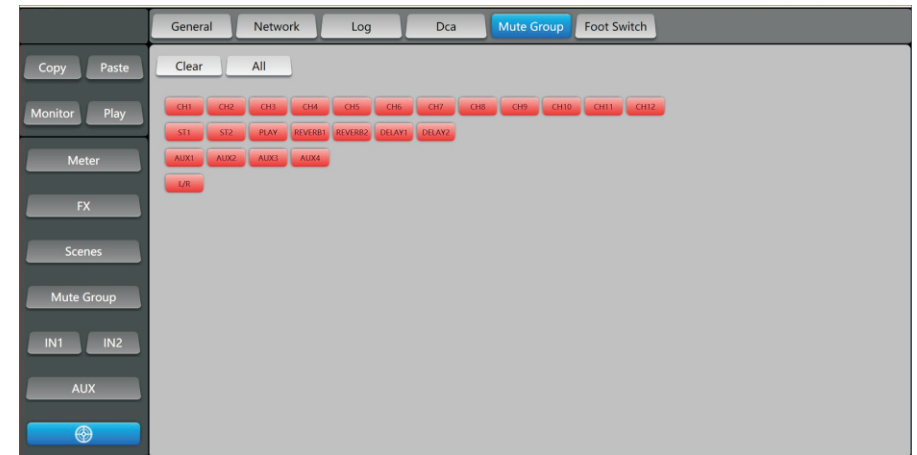 General Network Log Dca Mute Group Foot Switch
Copy Paste
Clear All
Monitor Play
CH1 CH2 CH3 CH4 CH5 CH6 CH7 CH8 CH9 CH10 CH11 CH12
ST1 ST2 PLAY REVERB1 REVERB2 DELAY1 DELAY2
Meter
AUX1 AUX2 AUX3 AUX4
L/R
FX
Scenes
Mute Group
IN1 IN2
AUX